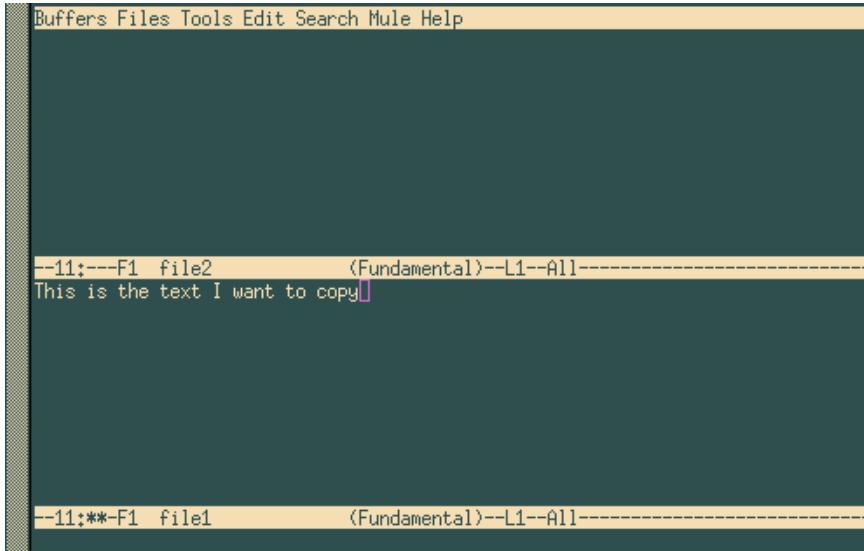 Buffers Files Tools Edit Search Mule Help
--11:---F1  file2                (Fundamental)--L1--All---------------------------------
This is the text I want to copy
--11:**-F1  file1                (Fundamental)--L1--All---------------------------------